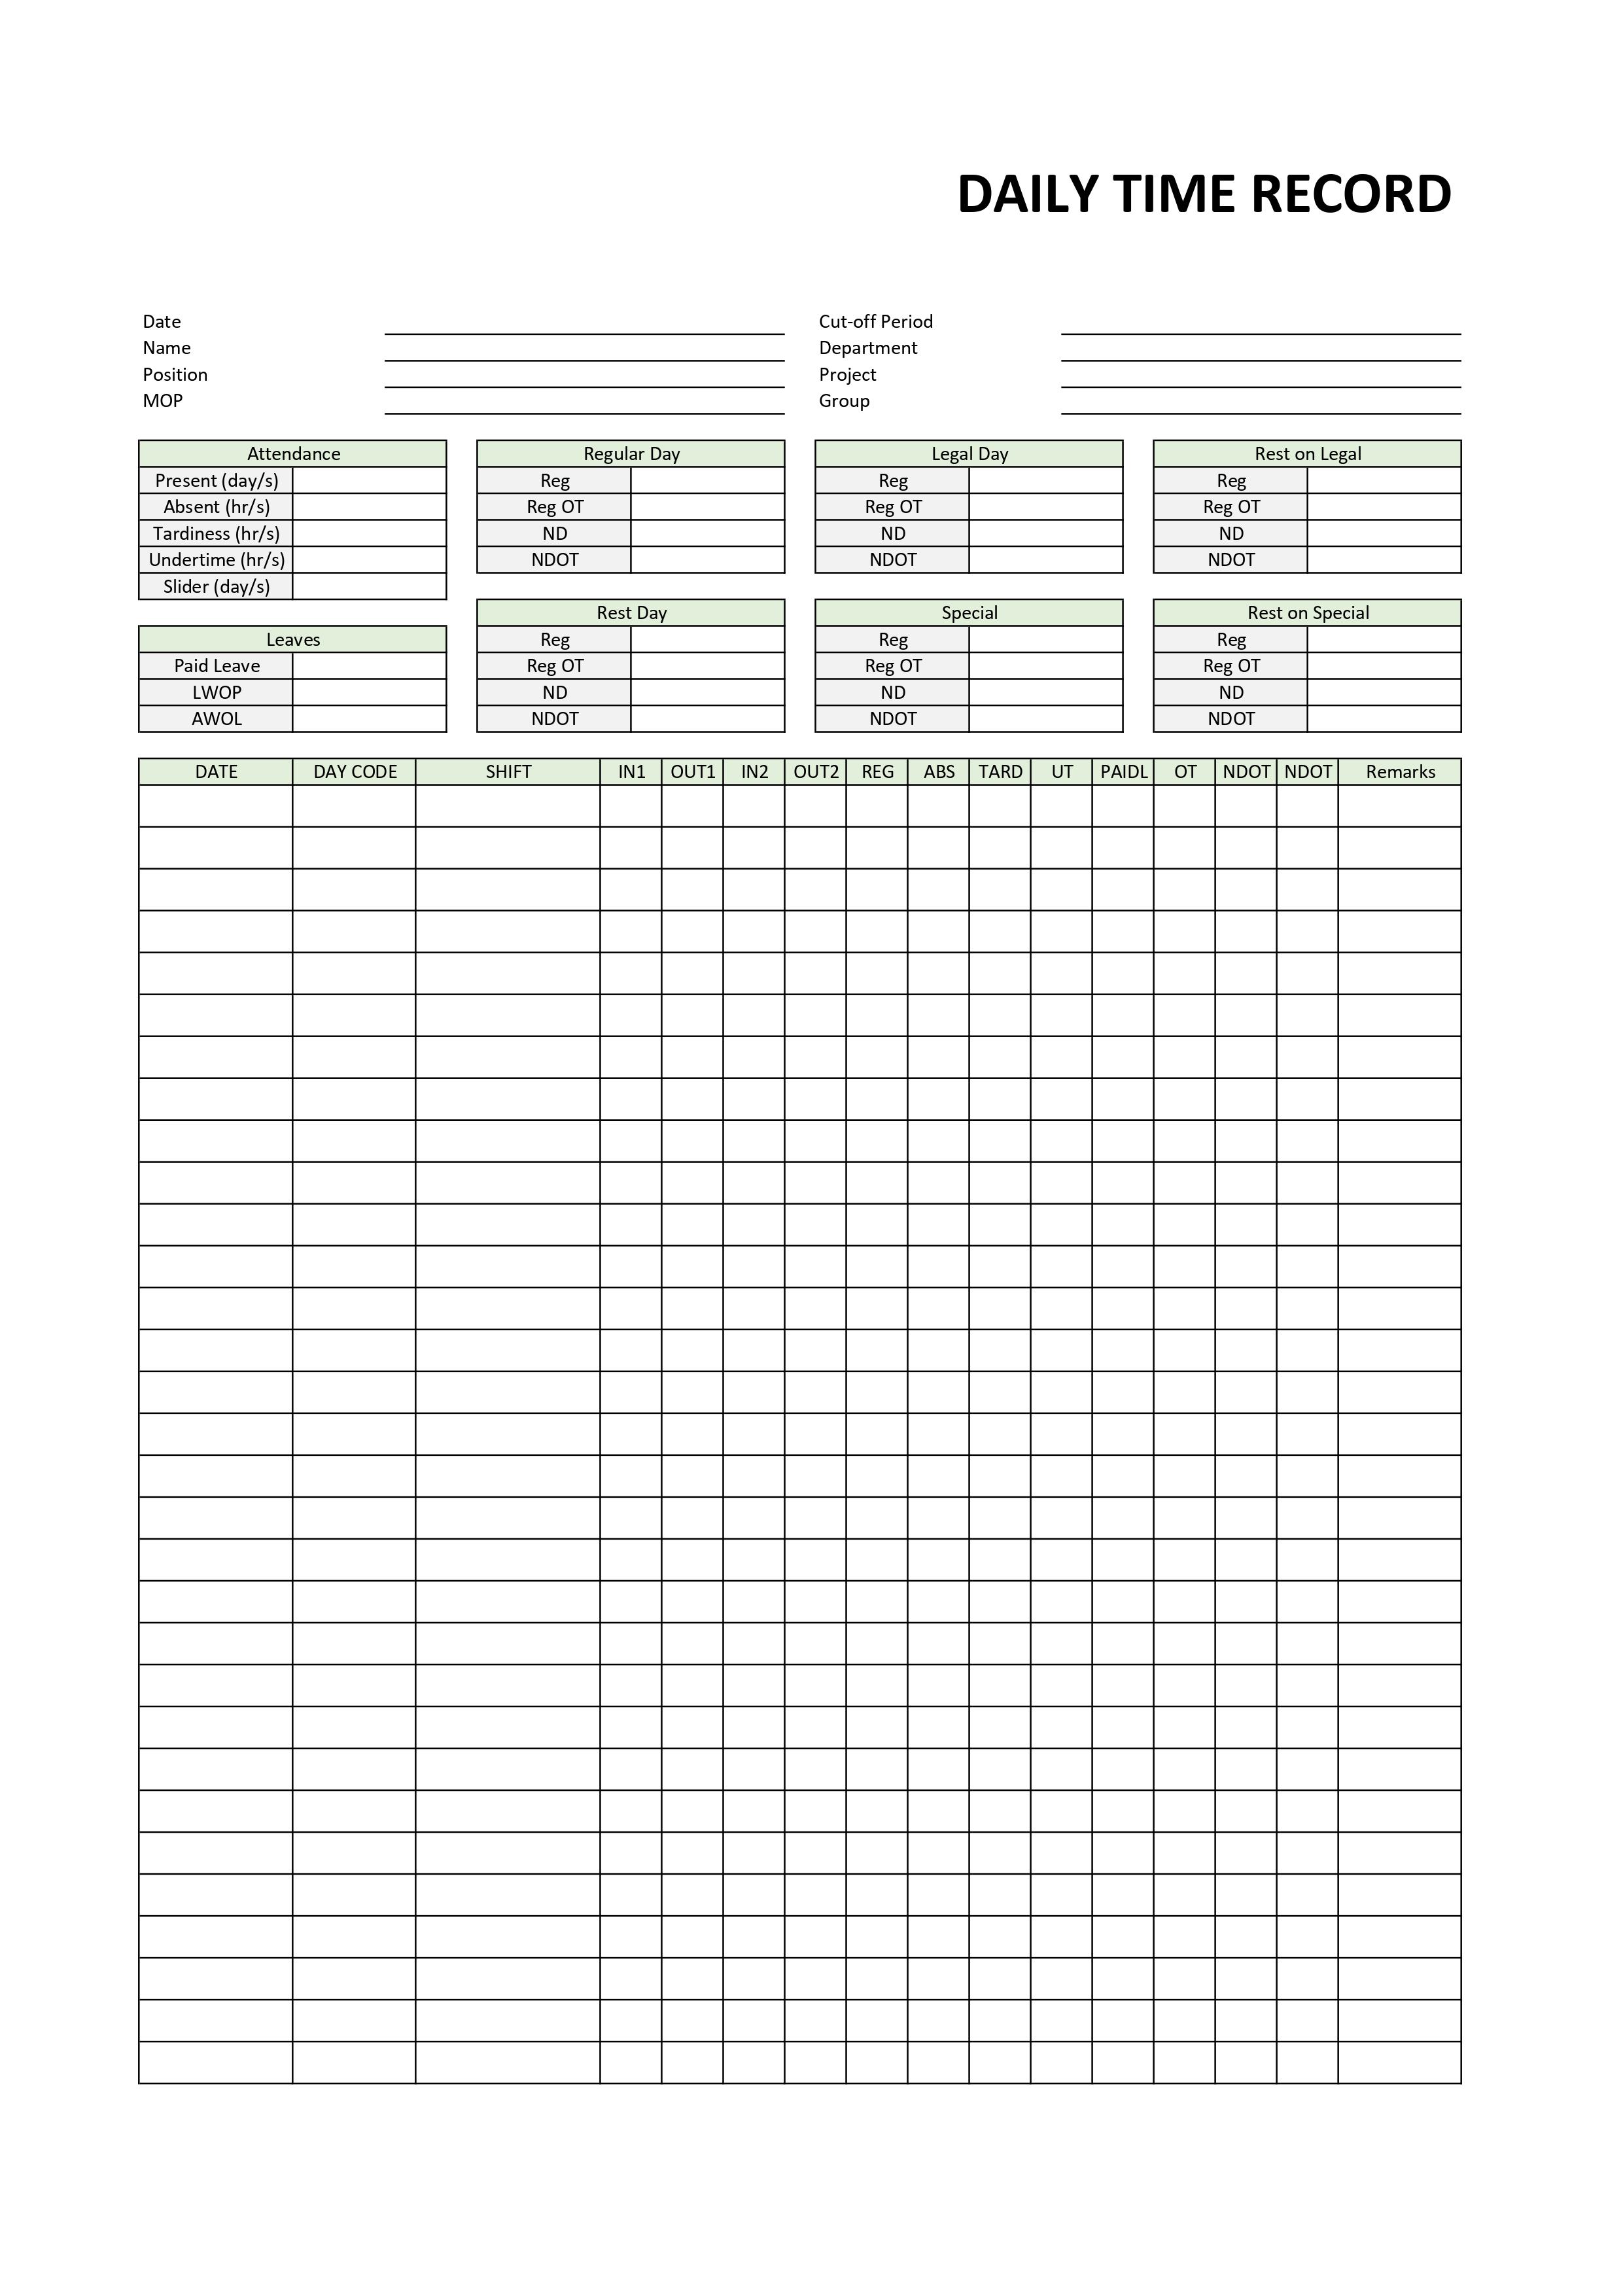 DAILY TIME RECORD
Date Cut-off Period
Name Department
Position Project
MOP Group
Attendance Regular Day Legal Day Rest on Legal
Present (day/s) Reg Reg Reg
Absent (hr/s) Reg OT Reg OT Reg OT
Tardiness (hr/s) ND ND ND
Undertime (hr/s) NDOT NDOT NDOT
Slider (day/s)
Rest Day Special Rest on Special
Leaves Reg Reg Reg
Paid Leave Reg OT Reg OT Reg OT
LWOP ND ND ND
AWOL NDOT NDOT NDOT
DATE DAY CODE SHIFT IN1 OUT1 IN2 OUT2 REG ABS TARD UT PAIDL OT NDOT NDOT Remarks